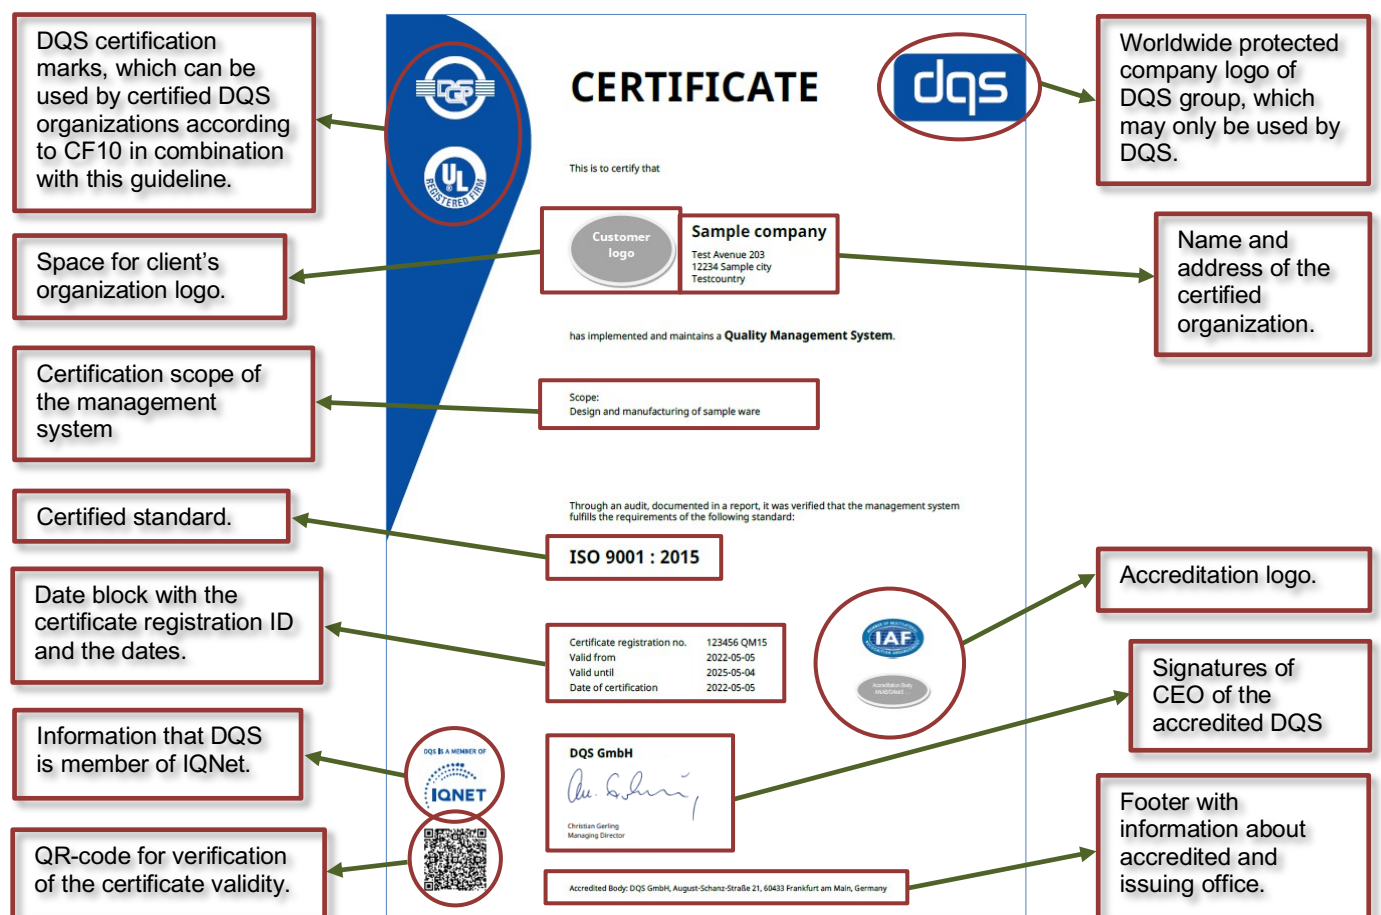 DQS certification
marks, which can be
used by certified DQS
organizations according
to CF10 in combination
with this guideline.
Space for client's
organization logo.
Certification scope of
the management
system
Certified standard.
Date block with the
certificate registration ID
and the dates.
Information that DQS
is member of IQNet.
QR-code for verification
of the certificate validity.
DQS
UL
REGISTERED FIRM
CERTIFICATE
dqs
This is to certify that
Customer
logo
Sample company
Test Avenue 203
12234 Sample city
Testcountry
has implemented and maintains a Quality Management System.
Scope:
Design and manufacturing of sample ware
Through an audit, documented in a report, it was verified that the management system
fulfills the requirements of the following standard:
ISO 9001 : 2015
Certificate registration no. 123456 QM15
Valid from 2022-05-05
Valid until 2025-05-04
Date of certification 2022-05-05
IAF
Accreditation Body
DQS IS A MEMBER OF
IQNET
DQS GmbH
Christian Gerling
Managing Director
Accredited Body: DQS GmbH, August-Schanz-Straße 21, 60433 Frankfurt am Main, Germany
Worldwide protected
company logo of
DQS group, which
may only be used by
DQS.
Name and
address of the
certified
organization.
Accreditation logo.
Signatures of
CEO of the
accredited DQS
Footer with
information about
accredited and
issuing office.